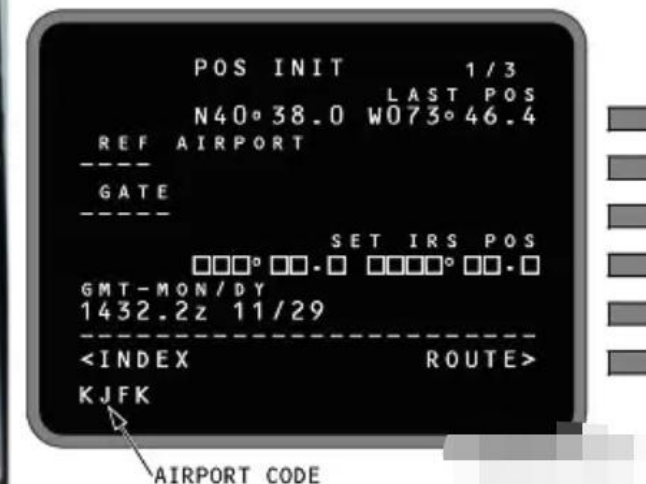 POS INIT 1/3
LAST POS
N40°38.0 W073°46.4
REF AIRPORT
----
GATE
-----
SET IRS POS
□□□°□□.□ □□□□°□□.□
GMT-MON/DY
1432.2z 11/29
--------------------------
<INDEX ROUTE>
KJFK
AIRPORT CODE